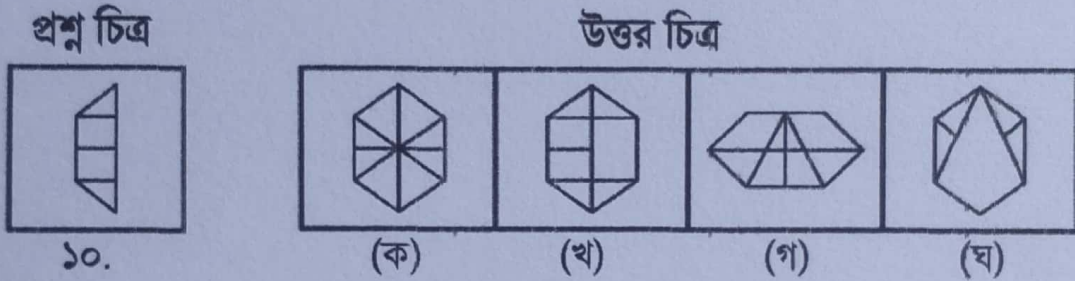 প্রশ্ন চিত্র উত্তর চিত্র
১০. (ক) (খ) (গ) (ঘ)